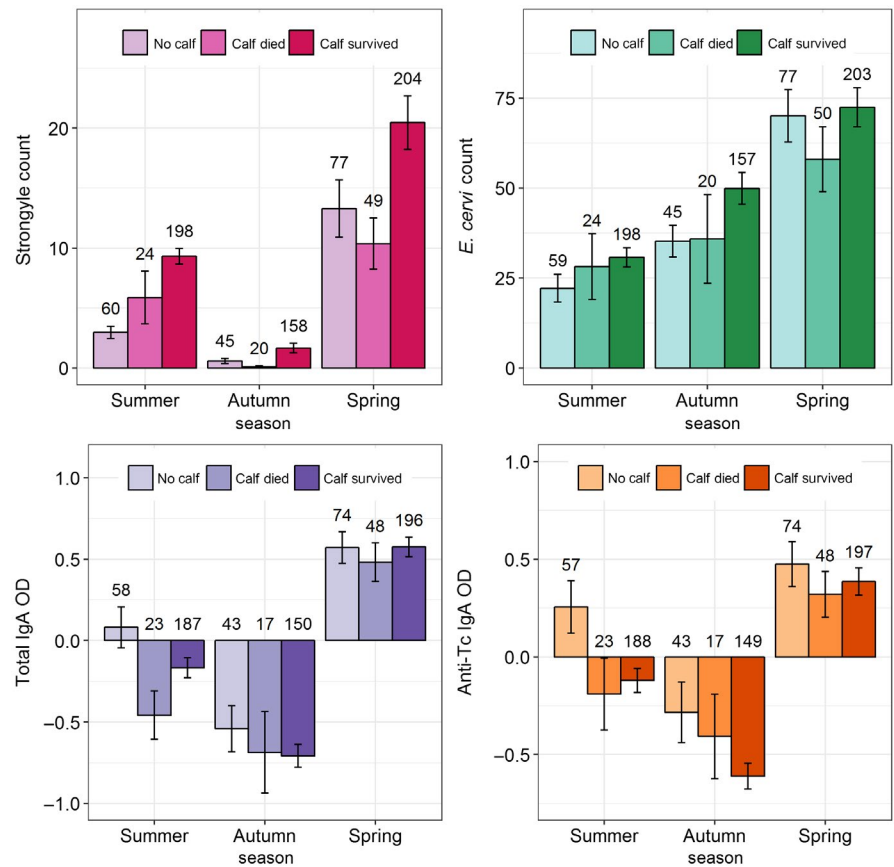 No calf Calf died Calf survived
204
20
77
198
49
Strongyle count
10
24
60
158
45
20
0
Summer Autumn Spring
season
No calf Calf died Calf survived
77 203
75
50
157
E. cervi count
50
20
45
198
24
59
25
0
Summer Autumn Spring
season
1.0
No calf Calf died Calf survived
74 48 196
0.5
58
23 187 43 17 150
Total IgA OD
0.0
−0.5
−1.0
Summer Autumn Spring
season
1.0
No calf Calf died Calf survived
74
48 197
57
0.5
23 188 43 17 149
Anti-Tc IgA OD
0.0
−0.5
Summer Autumn Spring
season